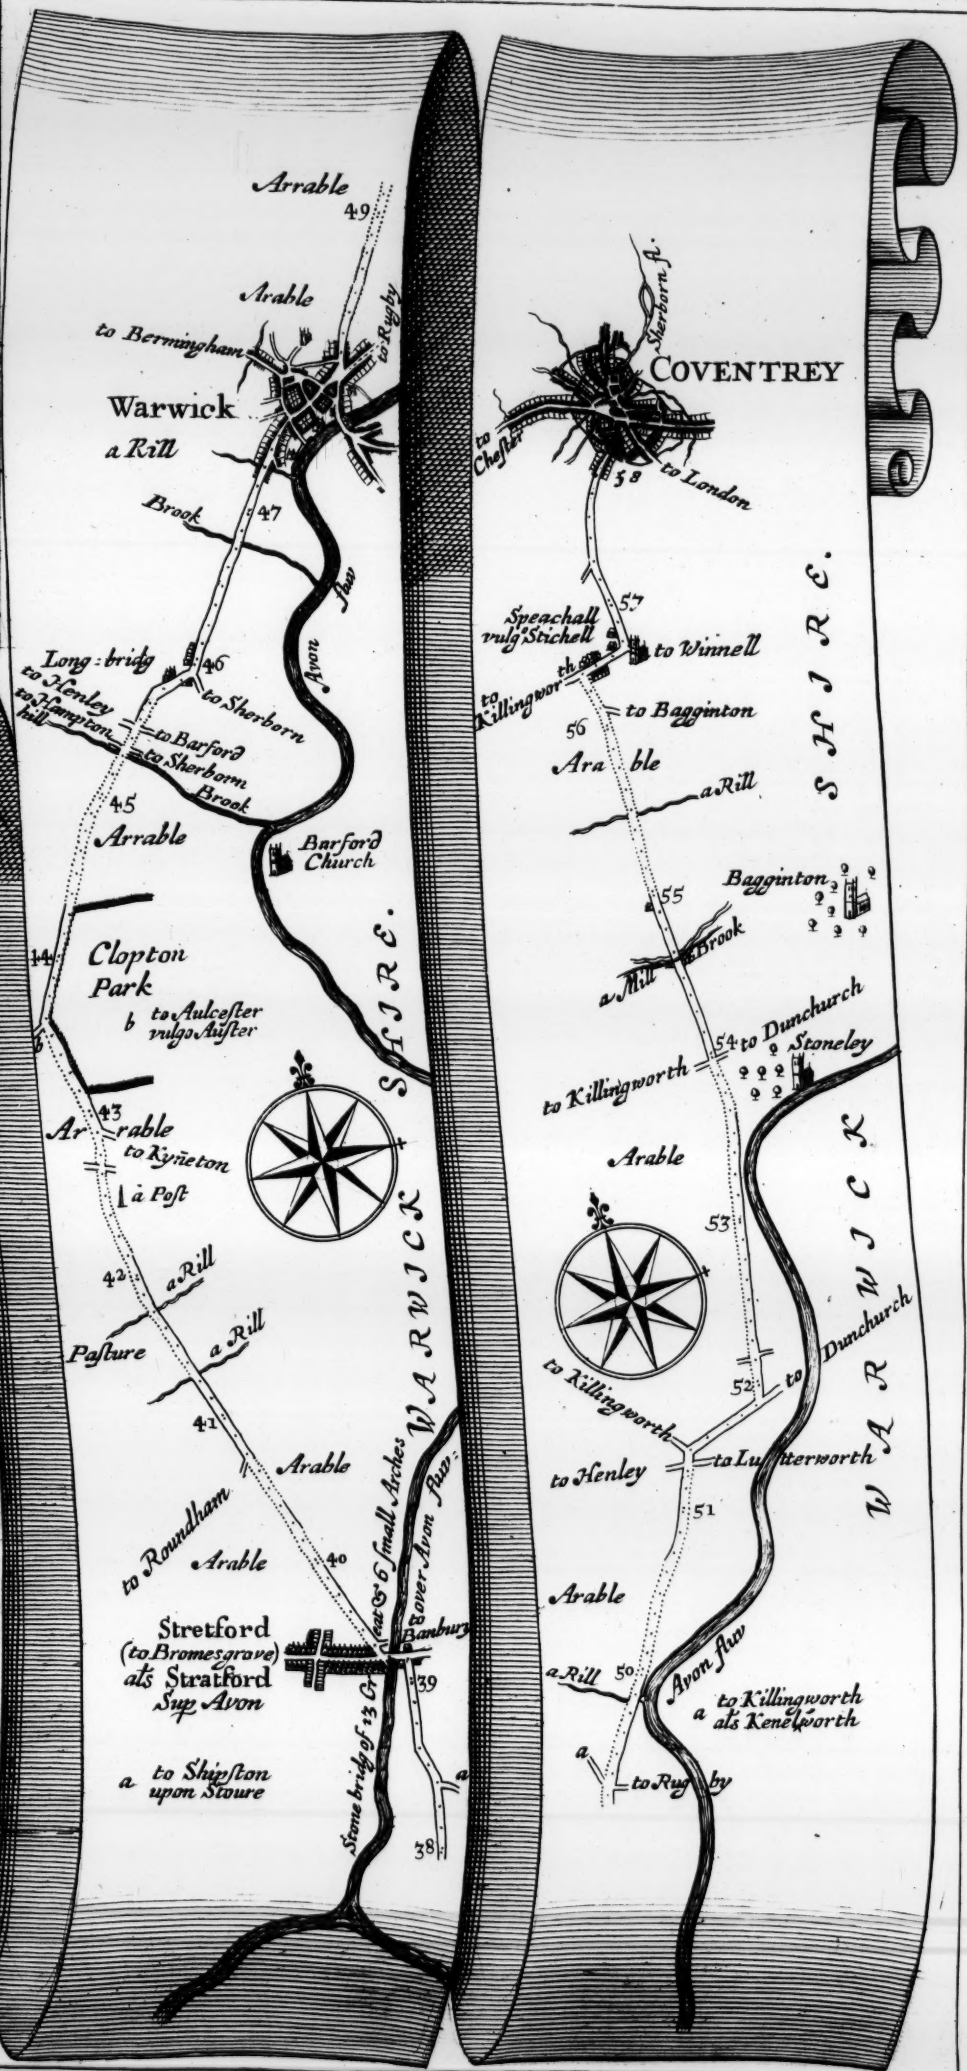 Arrable
49
Arable
to Bermingham
to Rugby
Warwick
a Rill
47
Brook
fluv
Avon
Long-bridg
46
to Henley
to Sherborn
to Hampton
hill
to Barford
to Sherborn
Brook
45
Arrable
Barford
Church
44
Clopton
Park
b to Aulcester
vulgo Auster
b
43
Arrable
to Kyñeton
a Post
42
a Rill
Pasture
a Rill
41
Arable
to Roundham
40
Arable
Stretford
(to Bromesgrove)
als Stratford
Sup Avon
to
Banbury
39
Stone bridg of 13 Great & 6 small Arches
over Avon fluv:
a to Shipston
upon Stoure
a
38
WARWICK SHIRE.
Sherborn fl.
COVENTREY
to
Chester
58
to London
57
Speachall
vulg.º Stichell
to Winnell
to
Killingworth
to Bagginton
56
Arable
a Rill
Bagginton
55
Brook
a Mill
54
to Dunchurch
Stoneley
to Killingworth
Arable
53
to Dunchurch
52
to Killingworth
to Henley
to Lutterworth
51
Arable
a Rill
50
Avon fluv
a to Killingworth
als Kenelworth
a
to Rugby
WARWICK SHIRE.